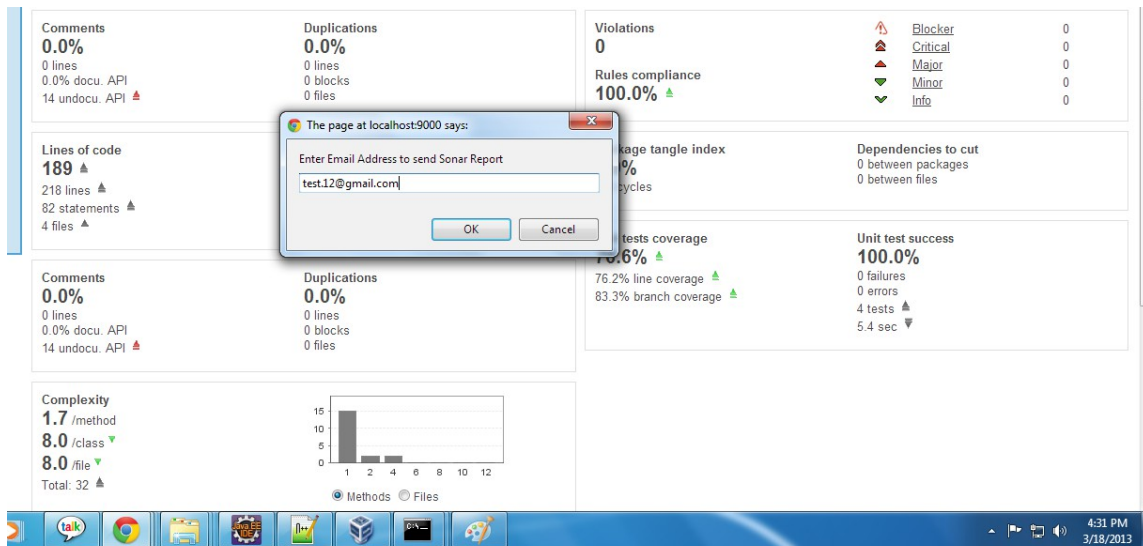 Comments
0.0%
0 lines
0.0% docu. API
14 undocu. API
Duplications
0.0%
0 lines
0 blocks
0 files
Violations
0
Rules compliance
100.0%
Blocker 0
Critical 0
Major 0
Minor 0
Info 0
The page at localhost:9000 says:
Enter Email Address to send Sonar Report
test.12@gmail.com
OK Cancel
Lines of code
189
218 lines
82 statements
4 files
kage tangle index
%
cycles
Dependencies to cut
0 between packages
0 between files
tests coverage
76.6%
76.2% line coverage
83.3% branch coverage
Unit test success
100.0%
0 failures
0 errors
4 tests
5.4 sec
Comments
0.0%
0 lines
0.0% docu. API
14 undocu. API
Duplications
0.0%
0 lines
0 blocks
0 files
Complexity
1.7 /method
8.0 /class
8.0 /file
Total: 32
15
10
5
0
1 2 4 6 8 10 12
Methods Files
talk
Java EE
IDE
C:\
4:31 PM
3/18/2013